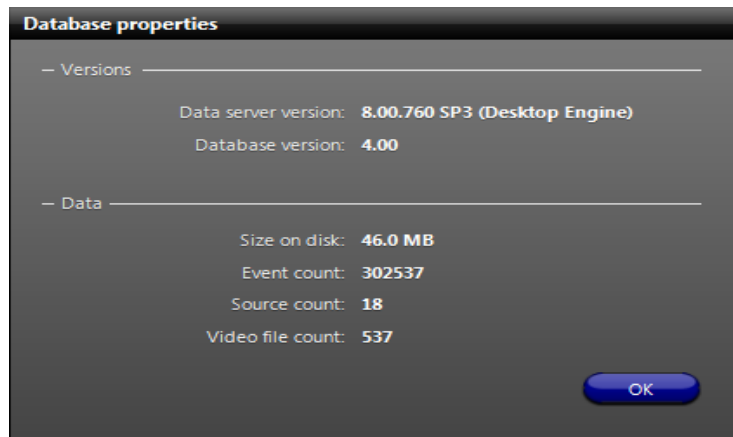 Database properties
Versions
Data server version: 8.00.760 SP3 (Desktop Engine)
Database version: 4.00
Data
Size on disk: 46.0 MB
Event count: 302537
Source count: 18
Video file count: 537
OK